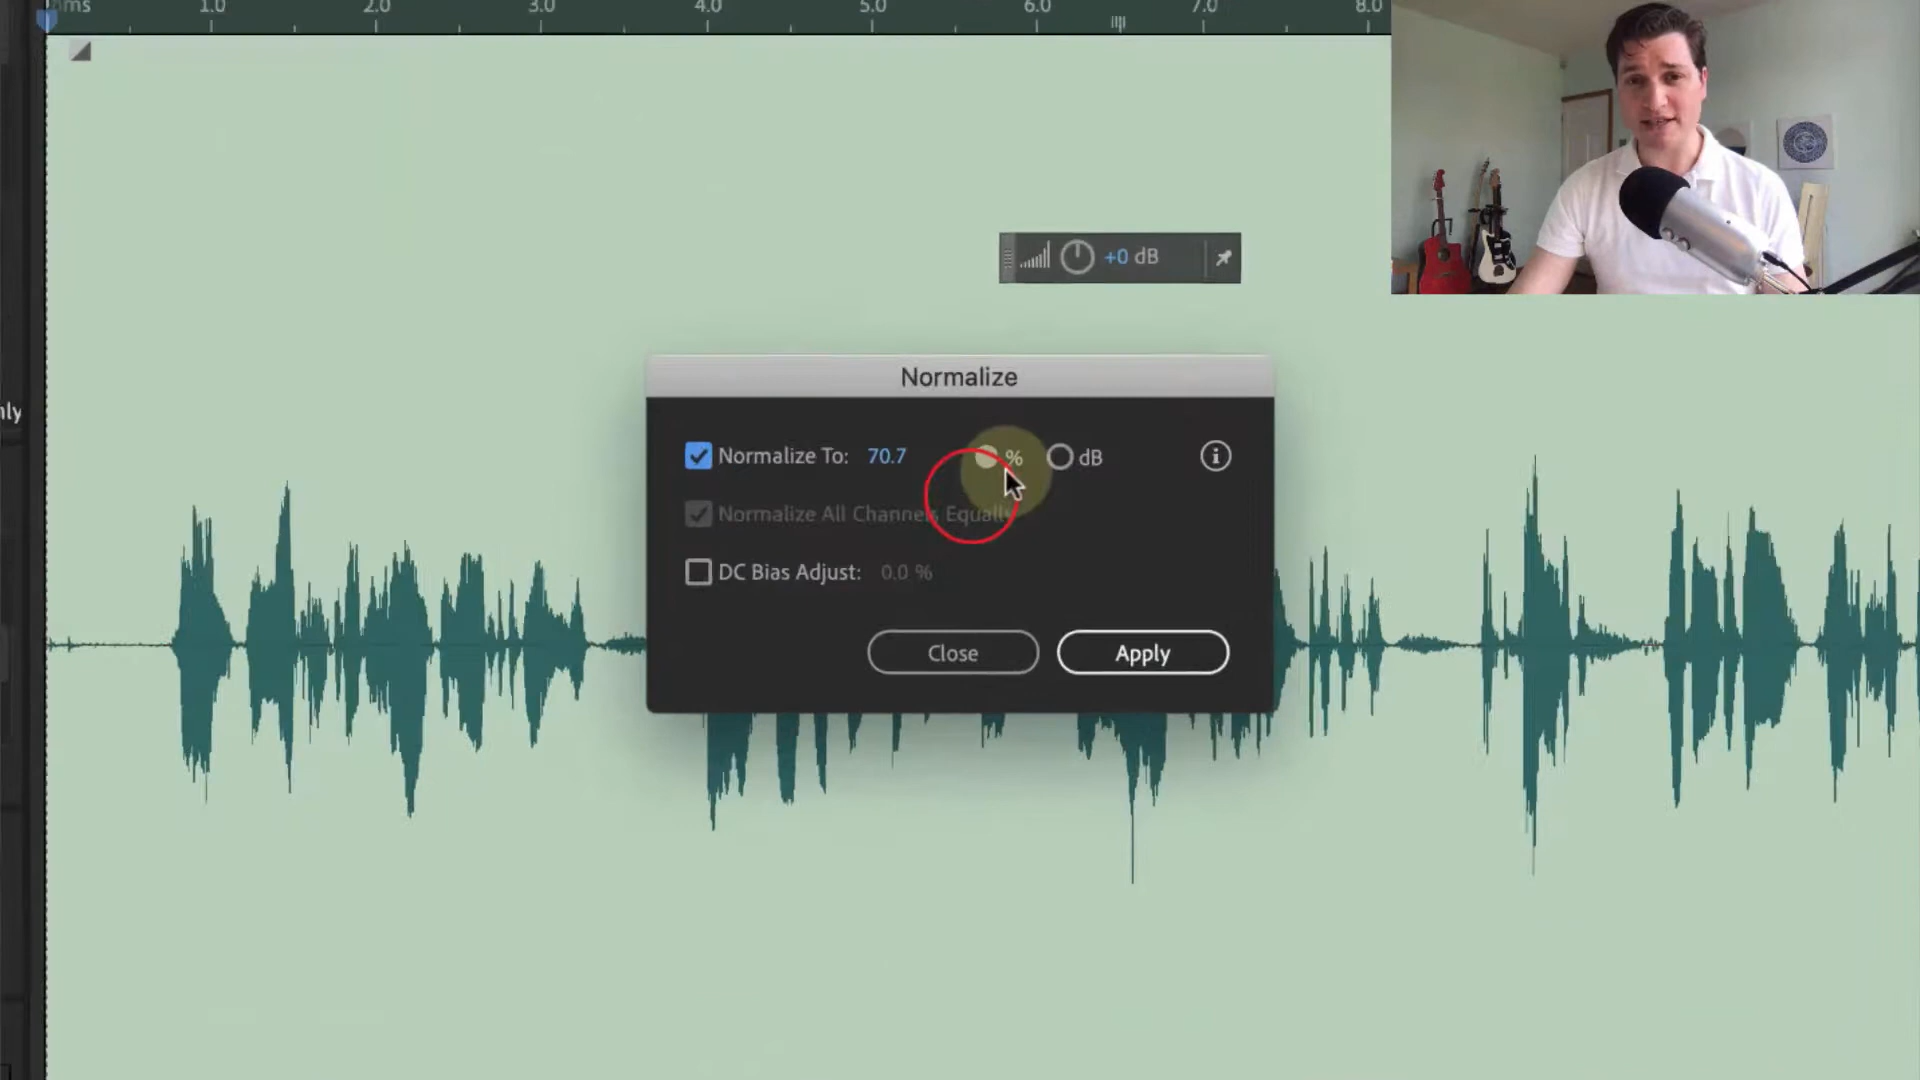 ms 1.0 2.0 3.0 4.0 5.0 6.0 7.0 8.0
+0 dB
Normalize
nly
Normalize To: 70.7 % dB
Normalize All Channels Equally
DC Bias Adjust: 0.0 %
Close Apply